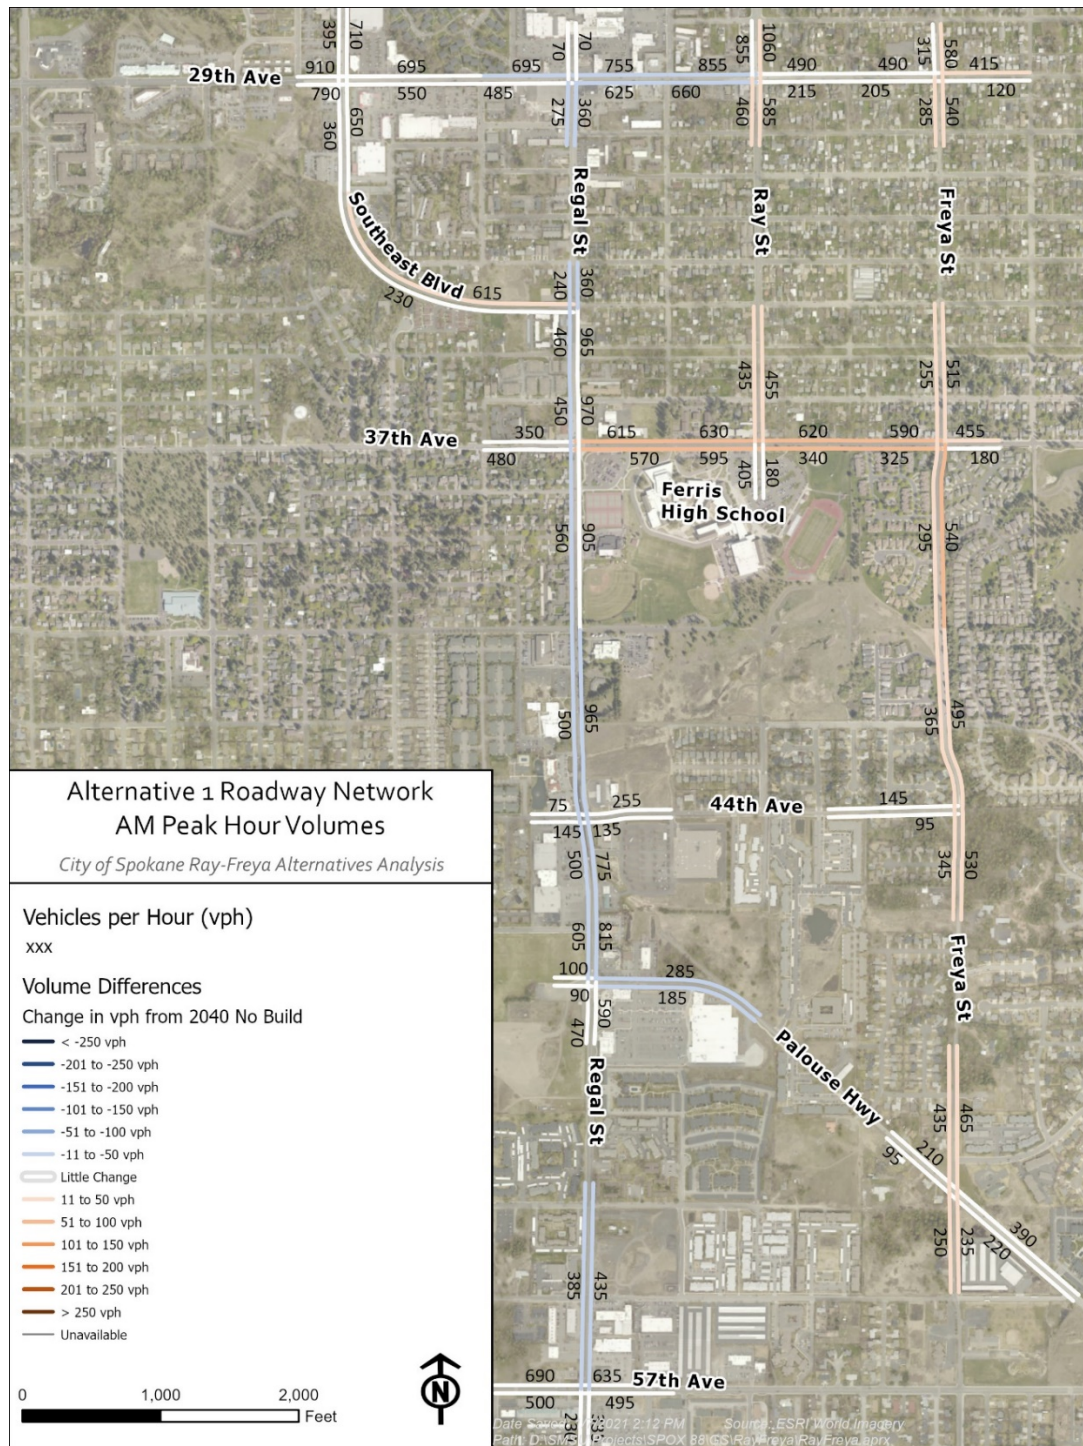 395
710
70
70
855
1060
315
580
29th Ave
910
695
695
755
855
490
490
415
790
550
485
625
660
215
205
120
360
650
275
360
460
585
285
540
Southeast Blvd
Regal St
Ray St
Freya St
230
615
240
360
460
965
435
455
255
515
450
970
37th Ave
350
615
630
620
590
455
480
570
595
405
180
340
325
180
Ferris
High School
560
905
295
540
500
965
365
495
75
255
44th Ave
145
145
135
95
500
775
345
530
605
815
100
285
90
185
470
590
Freya St
Regal St
Palouse Hwy
435
465
95
210
250
235
220
390
385
435
690
635
57th Ave
500
495
230
Alternative 1 Roadway Network
AM Peak Hour Volumes
City of Spokane Ray-Freya Alternatives Analysis
Vehicles per Hour (vph)
xxx
Volume Differences
Change in vph from 2040 No Build
< -250 vph
-201 to -250 vph
-151 to -200 vph
-101 to -150 vph
-51 to -100 vph
-11 to -50 vph
Little Change
11 to 50 vph
51 to 100 vph
101 to 150 vph
151 to 200 vph
201 to 250 vph
> 250 vph
Unavailable
0 1,000 2,000
Feet
N
2021 2:12 PM Source: ESRI World Imagery